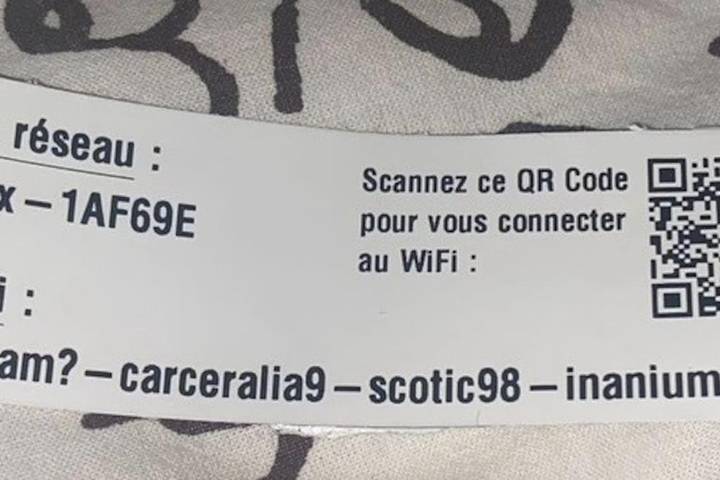 réseau :
x – 1AF69E
Scannez ce QR Code
pour vous connecter
au WiFi :
i :
am? – carceralia9 – scotic98 – inanium